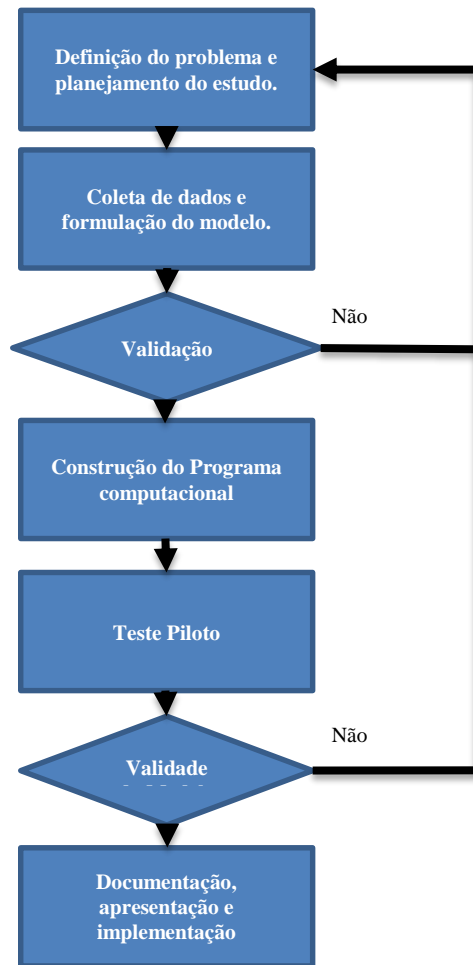 Definição do problema e
planejamento do estudo.
Coleta de dados e
formulação do modelo.
Não
Validação
Construção do Programa
computacional
Teste Piloto
Não
Validade
Documentação,
apresentação e
implementação